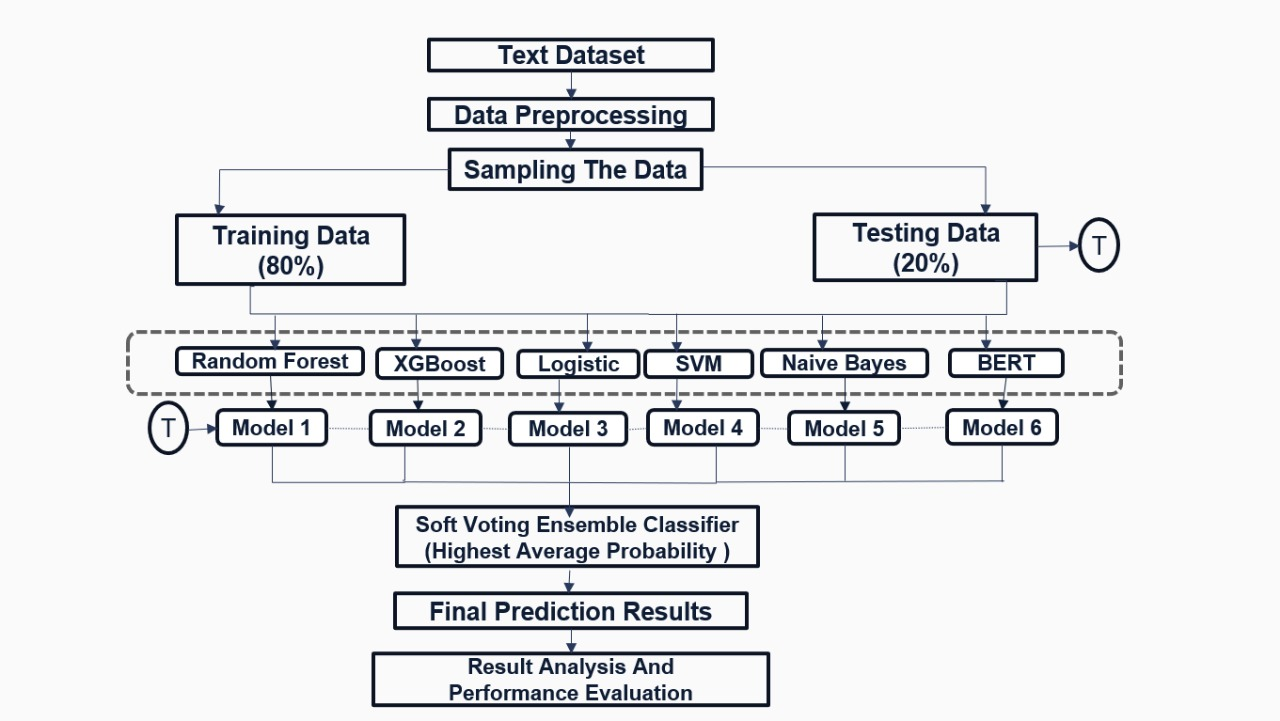 Text Dataset
Data Preprocessing
Sampling The Data
Training Data
(80%)
Testing Data
(20%)
T
Random Forest
XGBoost
Logistic
SVM
Naive Bayes
BERT
T
Model 1
Model 2
Model 3
Model 4
Model 5
Model 6
Soft Voting Ensemble Classifier
(Highest Average Probability )
Final Prediction Results
Result Analysis And
Performance Evaluation